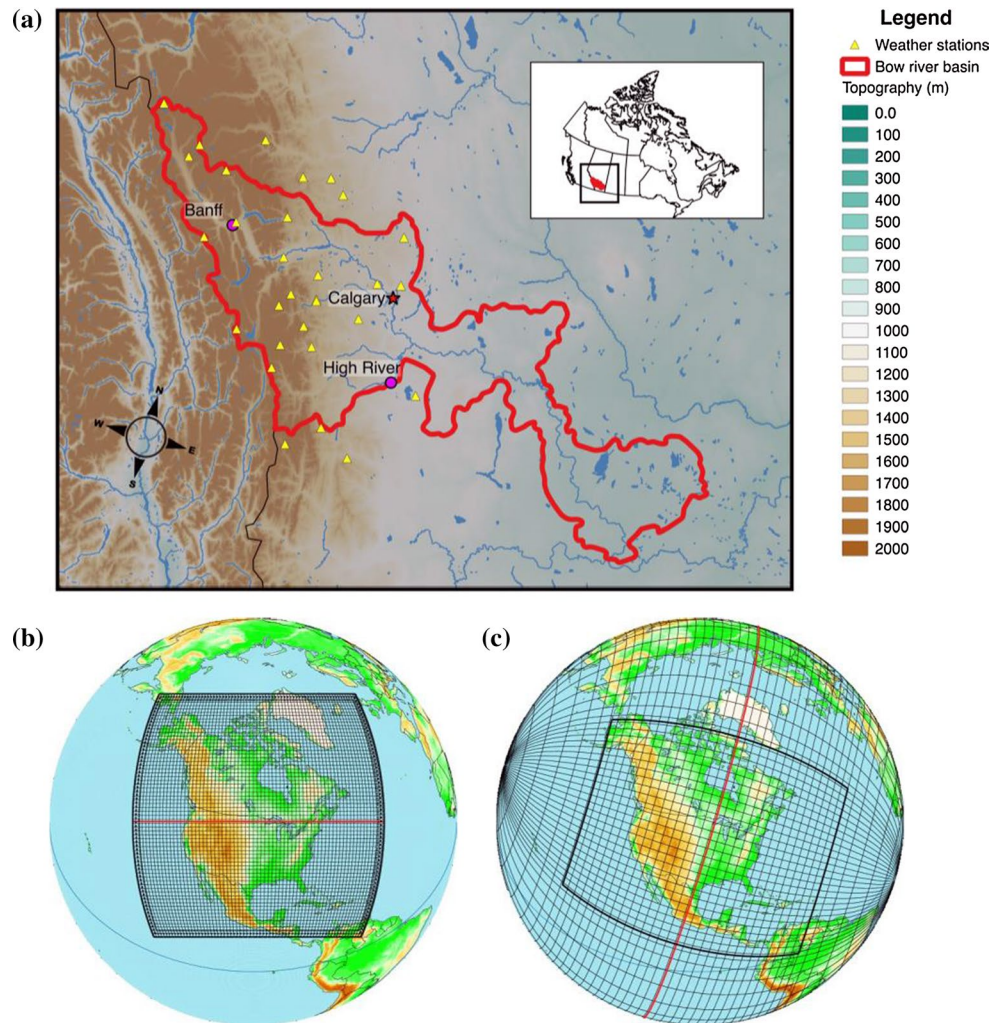 (a)
Banff
Calgary
High River
N
W
E
S
Legend
Weather stations
Bow river basin
Topography (m)
0.0
100
200
300
400
500
600
700
800
900
1000
1100
1200
1300
1400
1500
1600
1700
1800
1900
2000
(b)
(c)